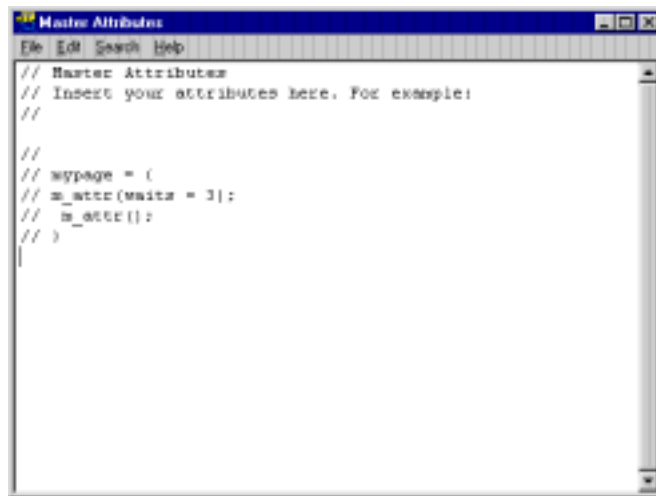 Master Attributes
File Edit Search Help
// Master Attributes
// Insert your attributes here. For example:
//
//
// mypage = (
// m_attr(waits = 3);
// m_attr();
// )